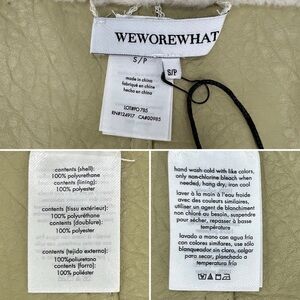 WEWOREWHAT
S/P
S/P
made in china
fabriqué en chine
hecho en china
LOT#PO-785
RN#124917 CA#00985
contents (shell):
100% polyurethane
contents (lining):
100% polyester
contents (tissu extérieur):
100% polyurethane
contents (doublure):
100% polyester
contents (tejido externo):
100%poliuretano
contents (forro):
100% poliéster
hand wash cold with like colors,
only non-chlorine bleach when
needed, hang dry, iron cool
laver à la main à l'eau froide
avec des couleurs similaires,
utiliser un agent de blanchiment
non chloré au besoin, suspendre
pour sécher, repasser à basse
température
lavado a mano con agua fria
con colores similares, use sólo
blanqueador sin cloro, colgar
para secar, planchado a
temperatura fría